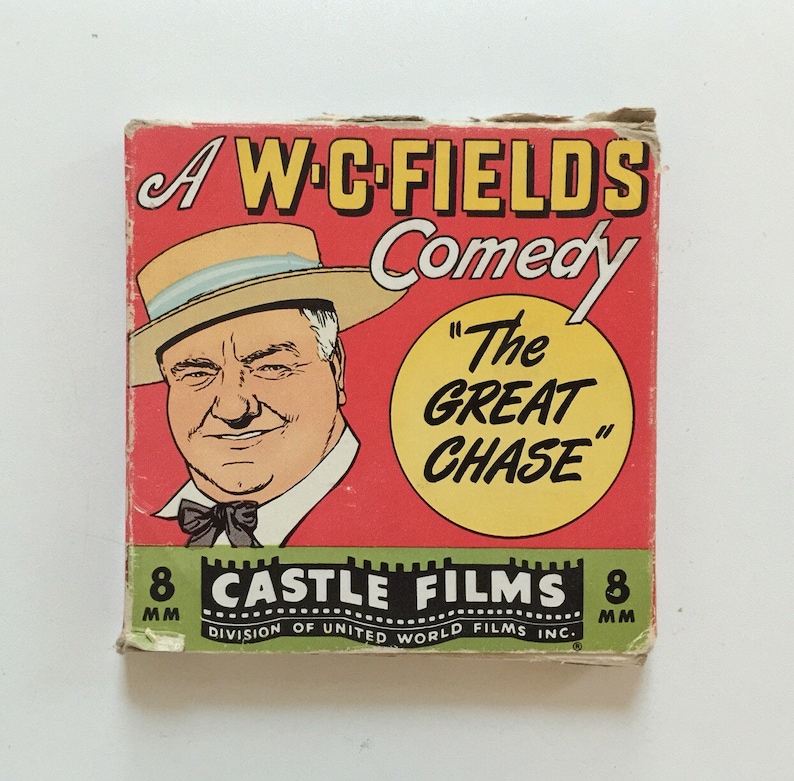 A W·C·FIELDS
Comedy
"The
GREAT
CHASE"
8
MM
CASTLE FILMS
DIVISION OF UNITED WORLD FILMS INC.
®
8
MM